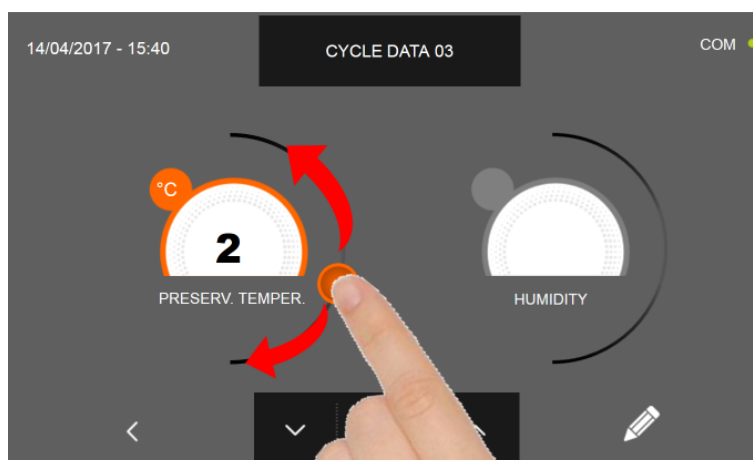 14/04/2017 - 15:40
CYCLE DATA 03
COM
°C
2
PRESERV. TEMPER.
HUMIDITY